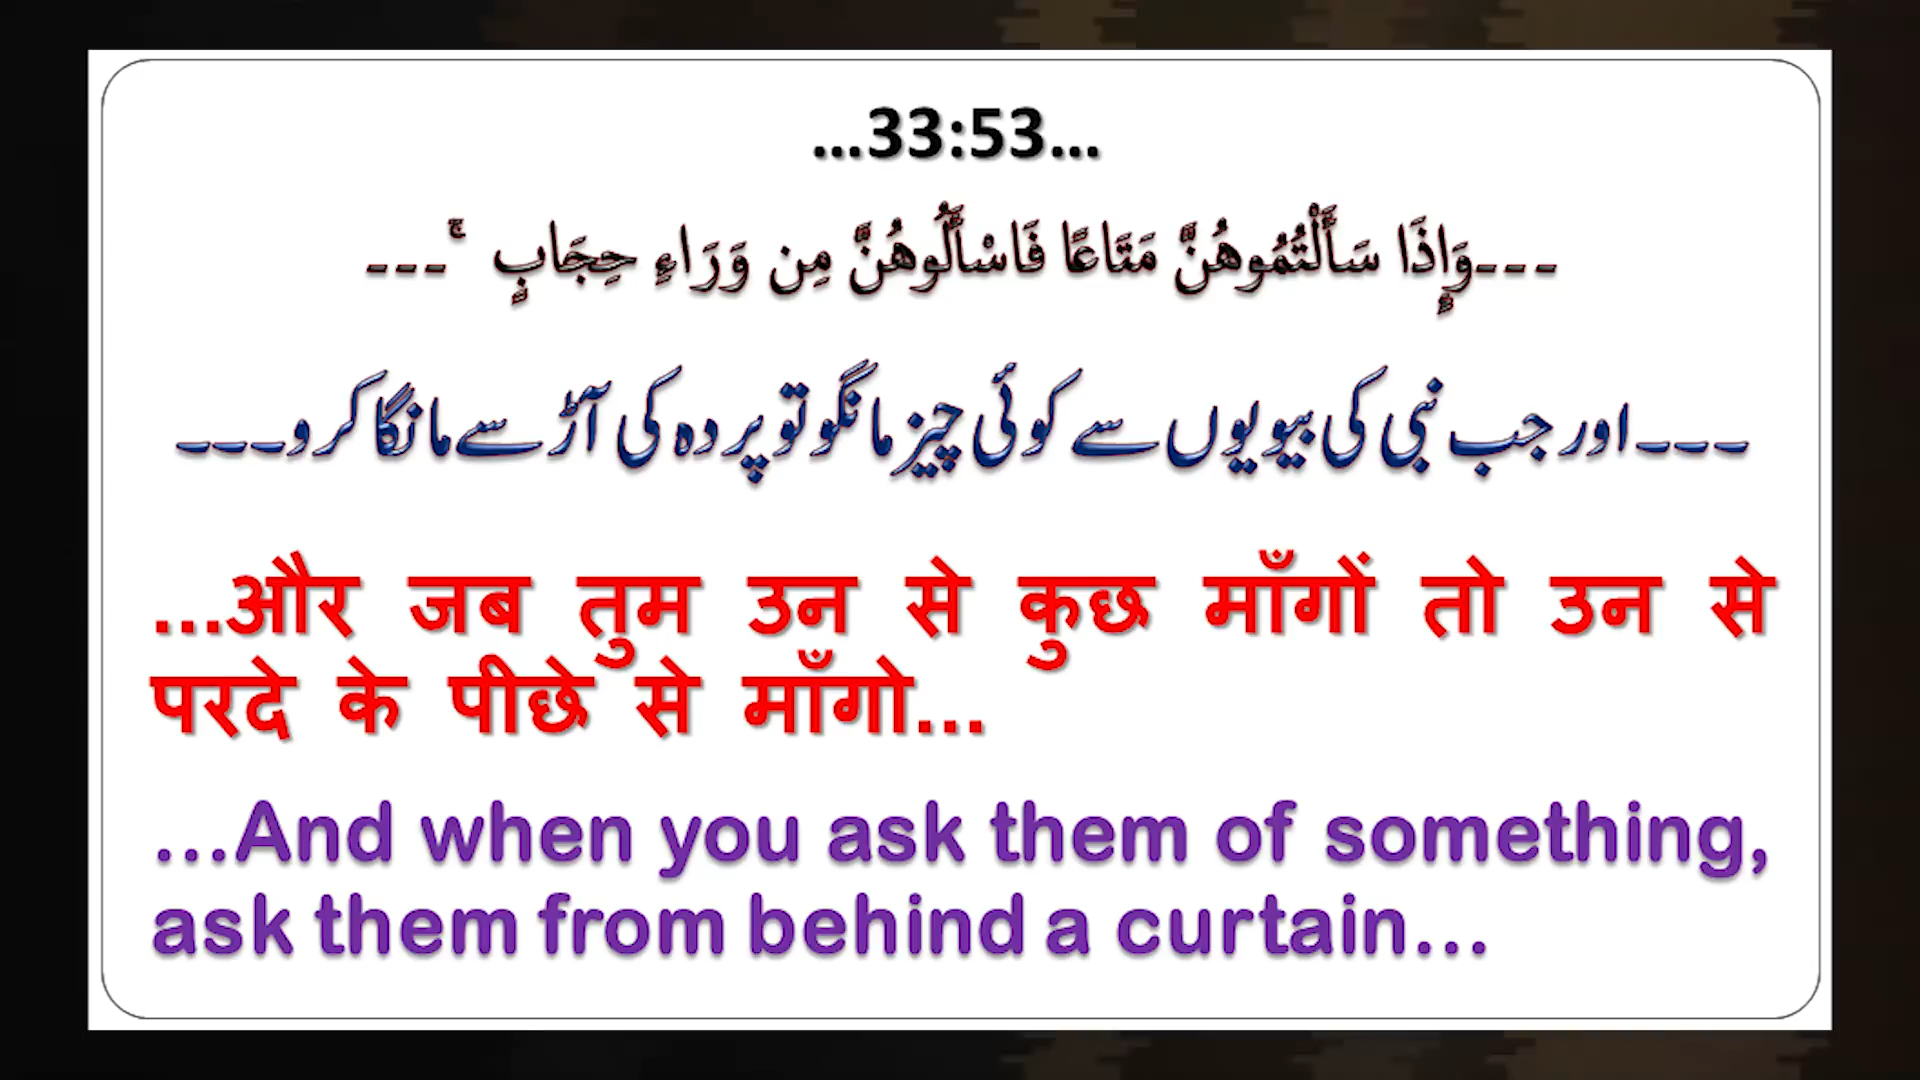 ...33:53...
---وَإِذَا سَأَلْتُمُوهُنَّ مَتَاعًا فَاسْأَلُوهُنَّ مِن وَرَاءِ حِجَابٍ ۚ ---
۔۔۔اور جب نبی کی بیویوں سے کوئی چیز مانگو تو پردہ کی آڑ سے مانگا کرو۔۔۔
...और जब तुम उन से कुछ माँगों तो उन से
परदे के पीछे से माँगो...
...And when you ask them of something,
ask them from behind a curtain...